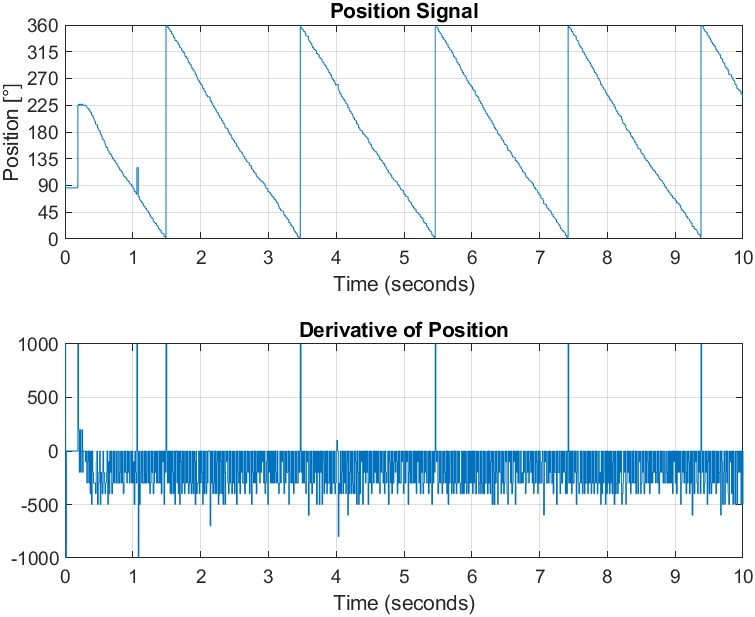 Position Signal
Position [°]
360
315
270
225
180
135
90
45
0
0 1 2 3 4 5 6 7 8 9 10
Time (seconds)
Derivative of Position
1000
500
0
-500
-1000
0 1 2 3 4 5 6 7 8 9 10
Time (seconds)